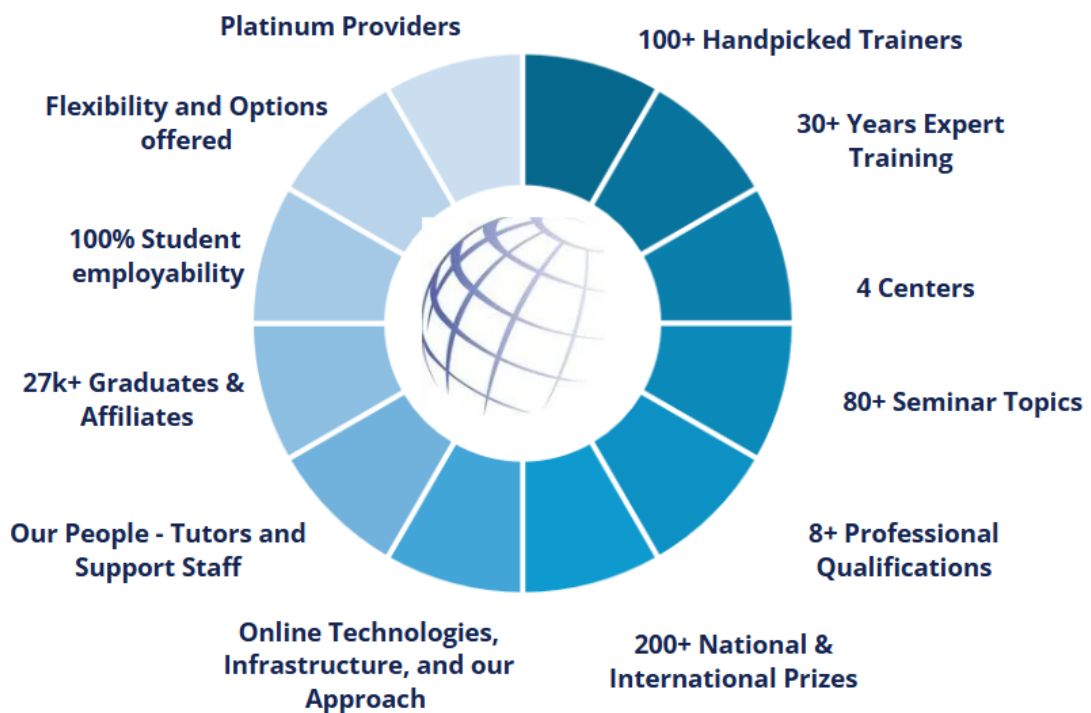 Platinum Providers
100+ Handpicked Trainers
Flexibility and Options
offered
30+ Years Expert
Training
100% Student
employability
4 Centers
27k+ Graduates &
Affiliates
80+ Seminar Topics
Our People - Tutors and
Support Staff
8+ Professional
Qualifications
Online Technologies,
Infrastructure, and our
Approach
200+ National &
International Prizes